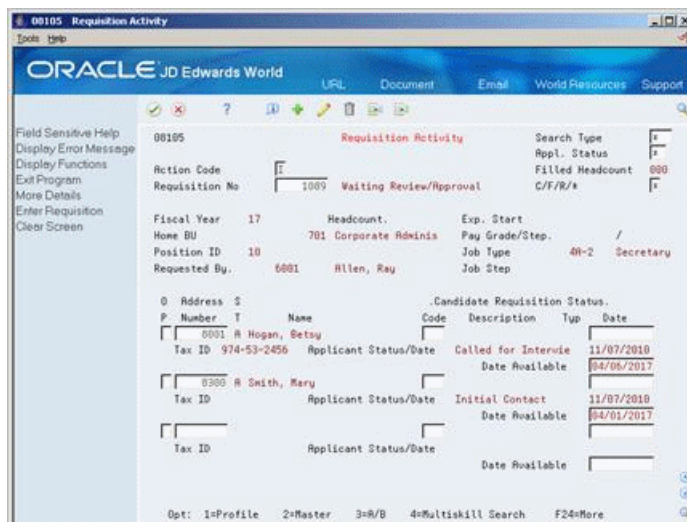 08105 Requisition Activity
Tools Help
ORACLE JD Edwards World
URL Document Email World Resources Support
Field Sensitive Help
Display Error Message
Display Functions
Exit Program
More Details
Enter Requisition
Clear Screen
08105 Requisition Activity Search Type *
Appl. Status *
Action Code I Filled Headcount 000
Requisition No 1009 Waiting Review/Approval C/F/R/* *
Fiscal Year 17 Headcount. Exp. Start
Home BU 701 Corporate Adminis Pay Grade/Step. /
Position ID 10 Job Type 4A-2 Secretary
Requested By. 6001 Allen, Ray Job Step
O Address S .Candidate Requisition Status.
P Number T Name Code Description Typ Date
8001 A Hogan, Betsy
Tax ID 974-53-2456 Applicant Status/Date Called for Intervie 11/07/2010
Date Available 04/06/2017
8300 A Smith, Mary
Tax ID Applicant Status/Date Initial Contact 11/07/2010
Date Available 04/01/2017
Tax ID Applicant Status/Date
Date Available
Opt: 1=Profile 2=Master 3=A/B 4=Multiskill Search F24=More